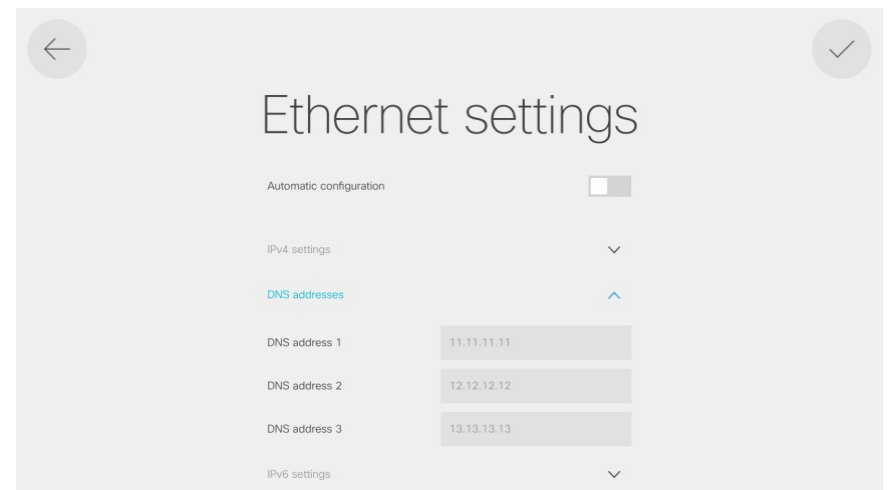 Ethernet settings
Automatic configuration
IPv4 settings
DNS addresses
DNS address 1 11.11.11.11
DNS address 2 12.12.12.12
DNS address 3 13.13.13.13
IPv6 settings